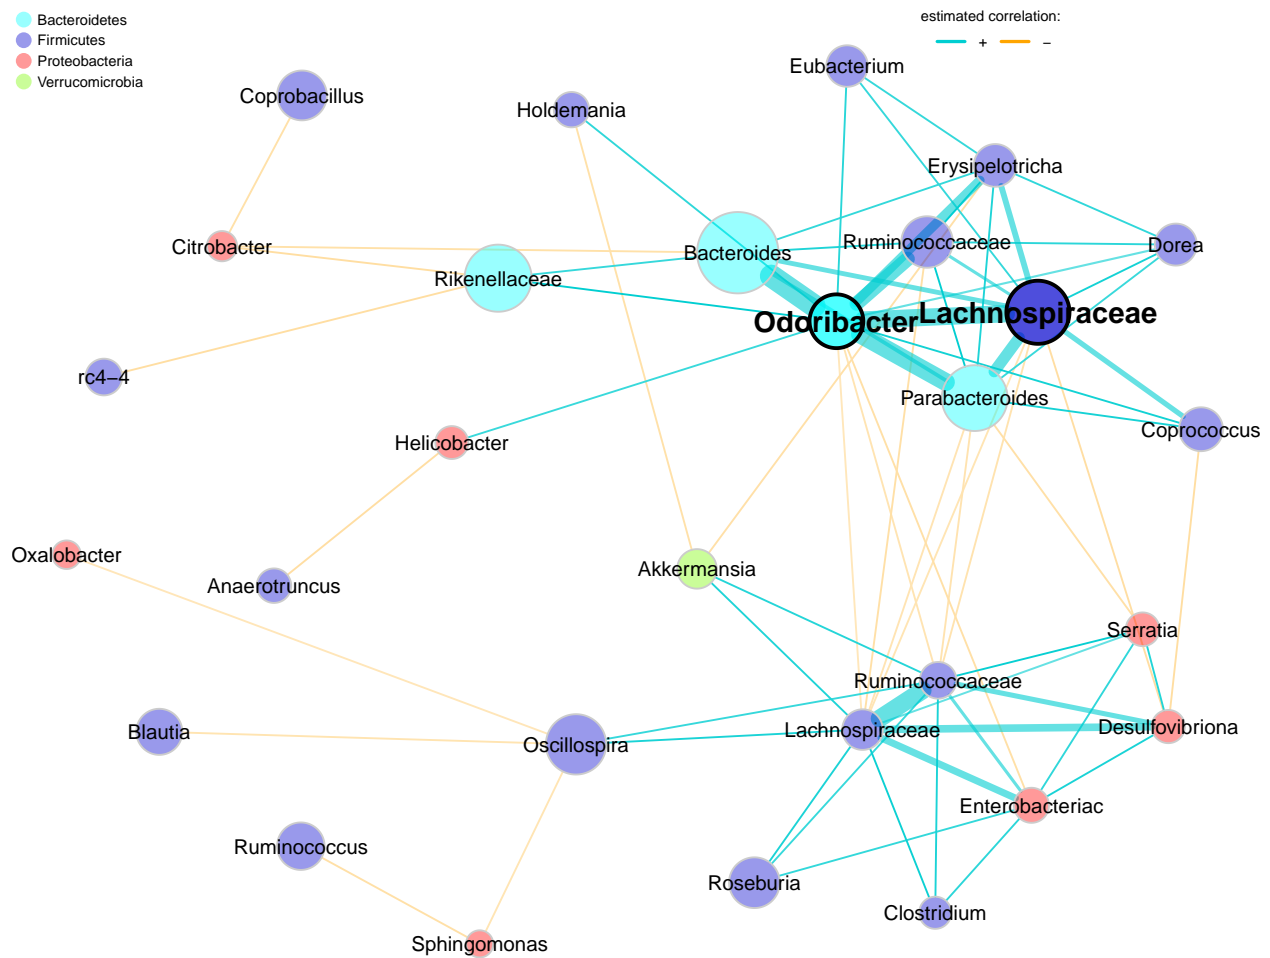 Bacteroidetes
Firmicutes
Proteobacteria
Verrucomicrobia
estimated correlation:
+ −
Eubacterium
Coprobacillus
Holdemania
Erysipelotricha
Citrobacter
Bacteroides
Ruminococcaceae
Dorea
Rikenellaceae
Odoribacter
Lachnospiraceae
rc4−4
Parabacteroides
Helicobacter
Coprococcus
Oxalobacter
Anaerotruncus
Akkermansia
Serratia
Ruminococcaceae
Blautia
Oscillospira
Lachnospiraceae
Desulfovibriona
Enterobacteriac
Ruminococcus
Roseburia
Clostridium
Sphingomonas